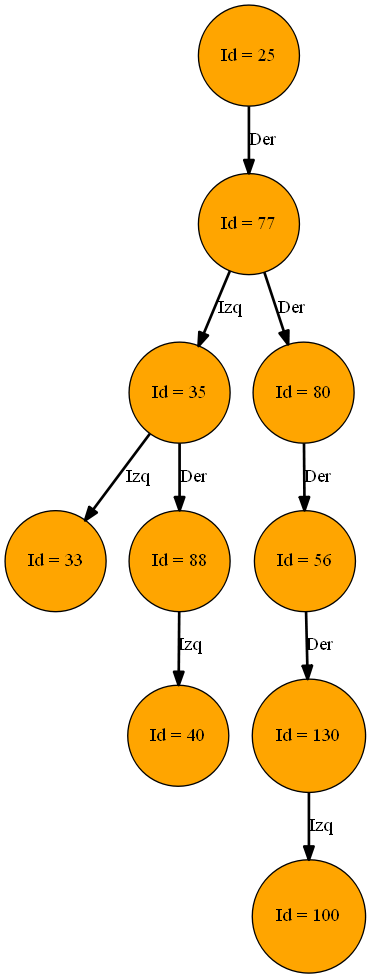 Id = 25
Der
Id = 77
Izq
Der
Id = 35
Id = 80
Izq
Der
Der
Id = 33
Id = 88
Id = 56
Izq
Der
Id = 40
Id = 130
Izq
Id = 100